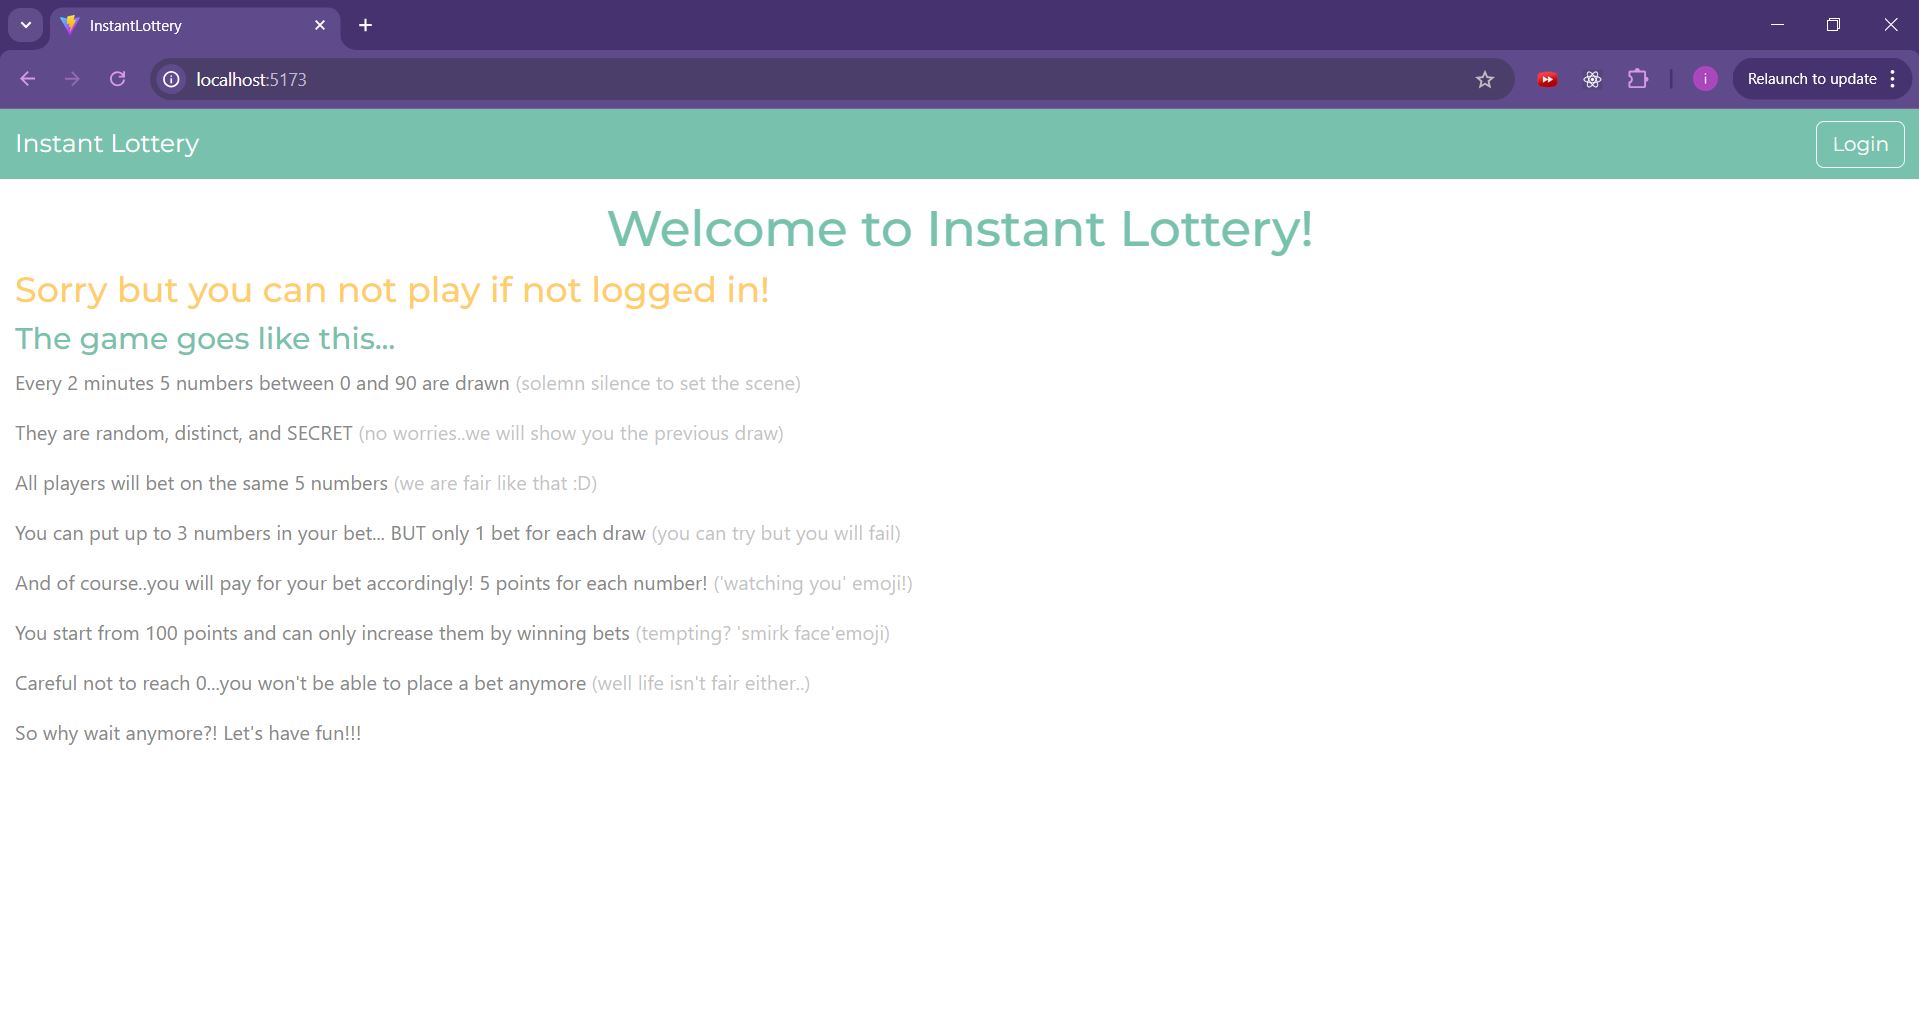 InstantLottery
localhost:5173
i
Relaunch to update
Instant Lottery
Login
Welcome to Instant Lottery!
Sorry but you can not play if not logged in!
The game goes like this...
Every 2 minutes 5 numbers between 0 and 90 are drawn (solemn silence to set the scene)
They are random, distinct, and SECRET (no worries..we will show you the previous draw)
All players will bet on the same 5 numbers (we are fair like that :D)
You can put up to 3 numbers in your bet... BUT only 1 bet for each draw (you can try but you will fail)
And of course..you will pay for your bet accordingly! 5 points for each number! ('watching you' emoji!)
You start from 100 points and can only increase them by winning bets (tempting? 'smirk face'emoji)
Careful not to reach 0...you won't be able to place a bet anymore (well life isn't fair either..)
So why wait anymore?! Let's have fun!!!